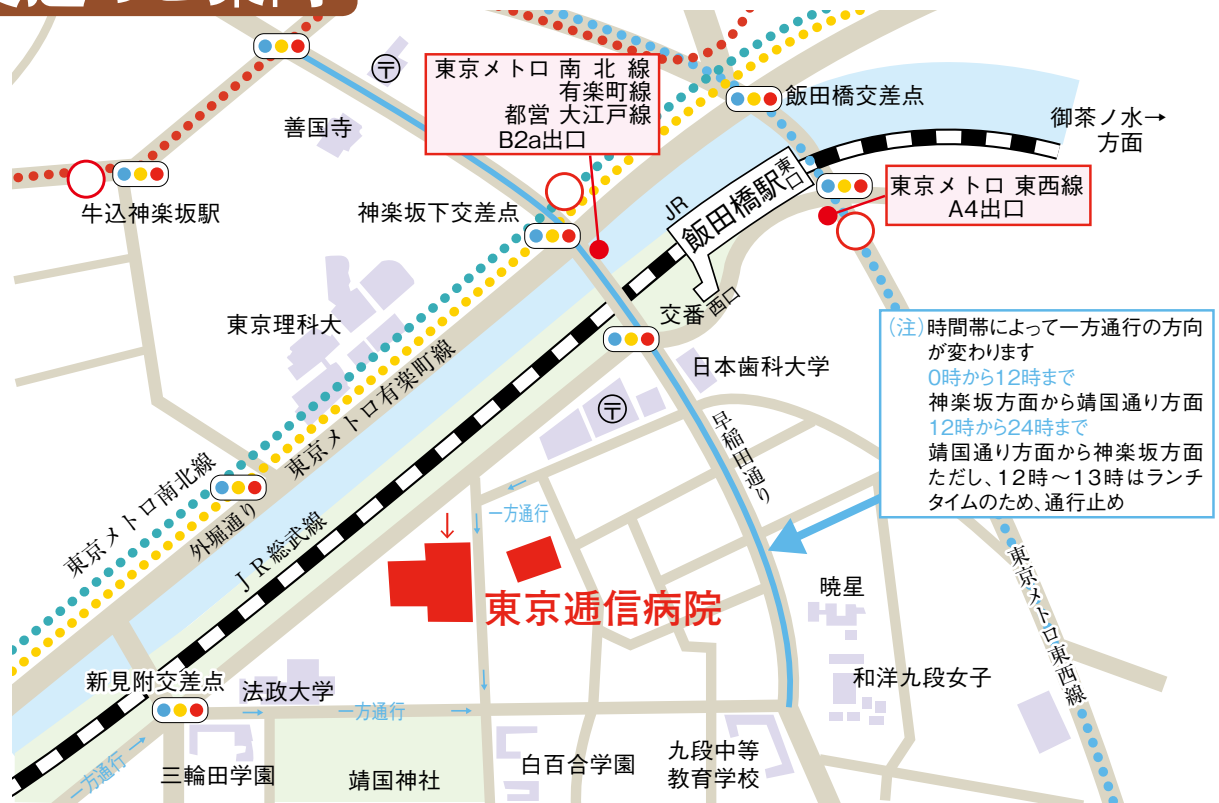 善国寺
〒
東京メトロ 南 北 線
有楽町線
都営 大江戸線
B2a出口
飯田橋交差点
御茶ノ水→
方面
牛込神楽坂駅
神楽坂下交差点
JR
飯田橋駅
東口
東京メトロ 東西線
A4出口
交番
西口
東京理科大
日本歯科大学
〒
(注)時間帯によって一方通行の方向
が変わります
0時から12時まで
神楽坂方面から靖国通り方面
12時から24時まで
靖国通り方面から神楽坂方面
ただし、12時～13時はランチ
タイムのため、通行止め
早稲田通り
東京メトロ有楽町線
東京メトロ南北線
外堀通り
JR総武線
一方通行
東京逓信病院
暁星
東京メトロ東西線
和洋九段女子
新見附交差点
法政大学
一方通行
一方通行
三輪田学園
靖国神社
白百合学園
九段中等
教育学校